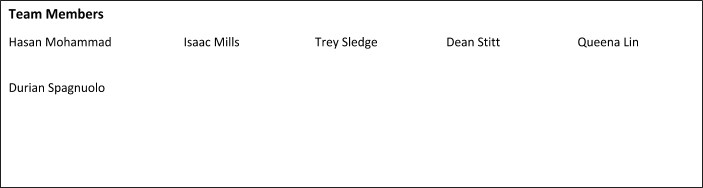 Team Members
Hasan Mohammad Isaac Mills Trey Sledge Dean Stitt Queena Lin
Durian Spagnuolo